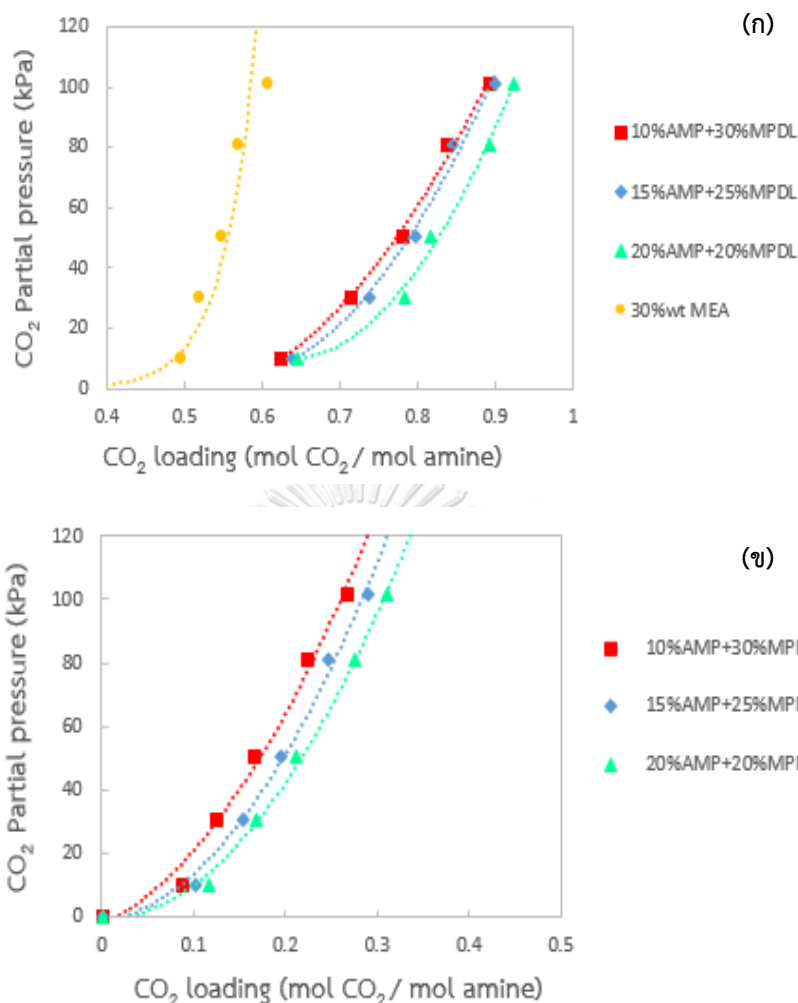 (ก)
120
100
80
60
40
20
0
CO₂ Partial pressure (kPa)
0.4 0.5 0.6 0.7 0.8 0.9 1
CO₂ loading (mol CO₂/ mol amine)
10%AMP+30%MPDL
15%AMP+25%MPDL
20%AMP+20%MPDL
30%wt MEA
(ข)
120
100
80
60
40
20
0
CO₂ Partial pressure (kPa)
0 0.1 0.2 0.3 0.4 0.5
CO₂ loading (mol CO₂/ mol amine)
10%AMP+30%MP
15%AMP+25%MP
20%AMP+20%MP